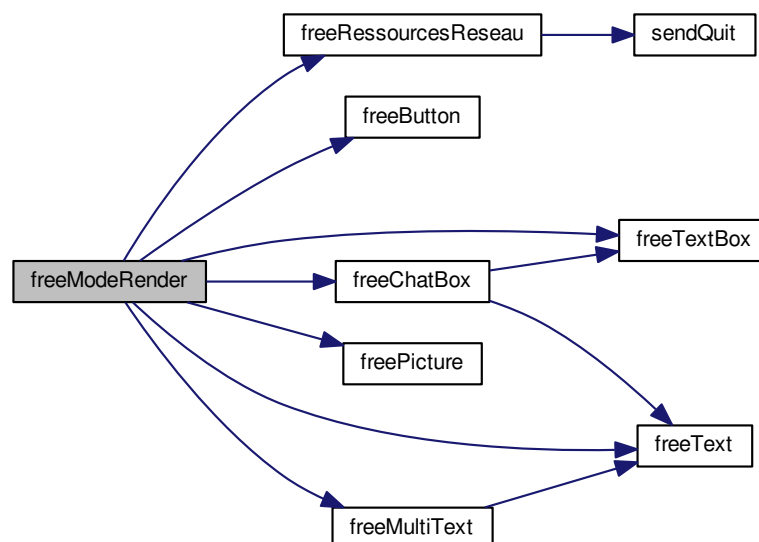 freeRessourcesReseau
sendQuit
freeButton
freeTextBox
freeModeRender
freeChatBox
freePicture
freeText
freeMultiText